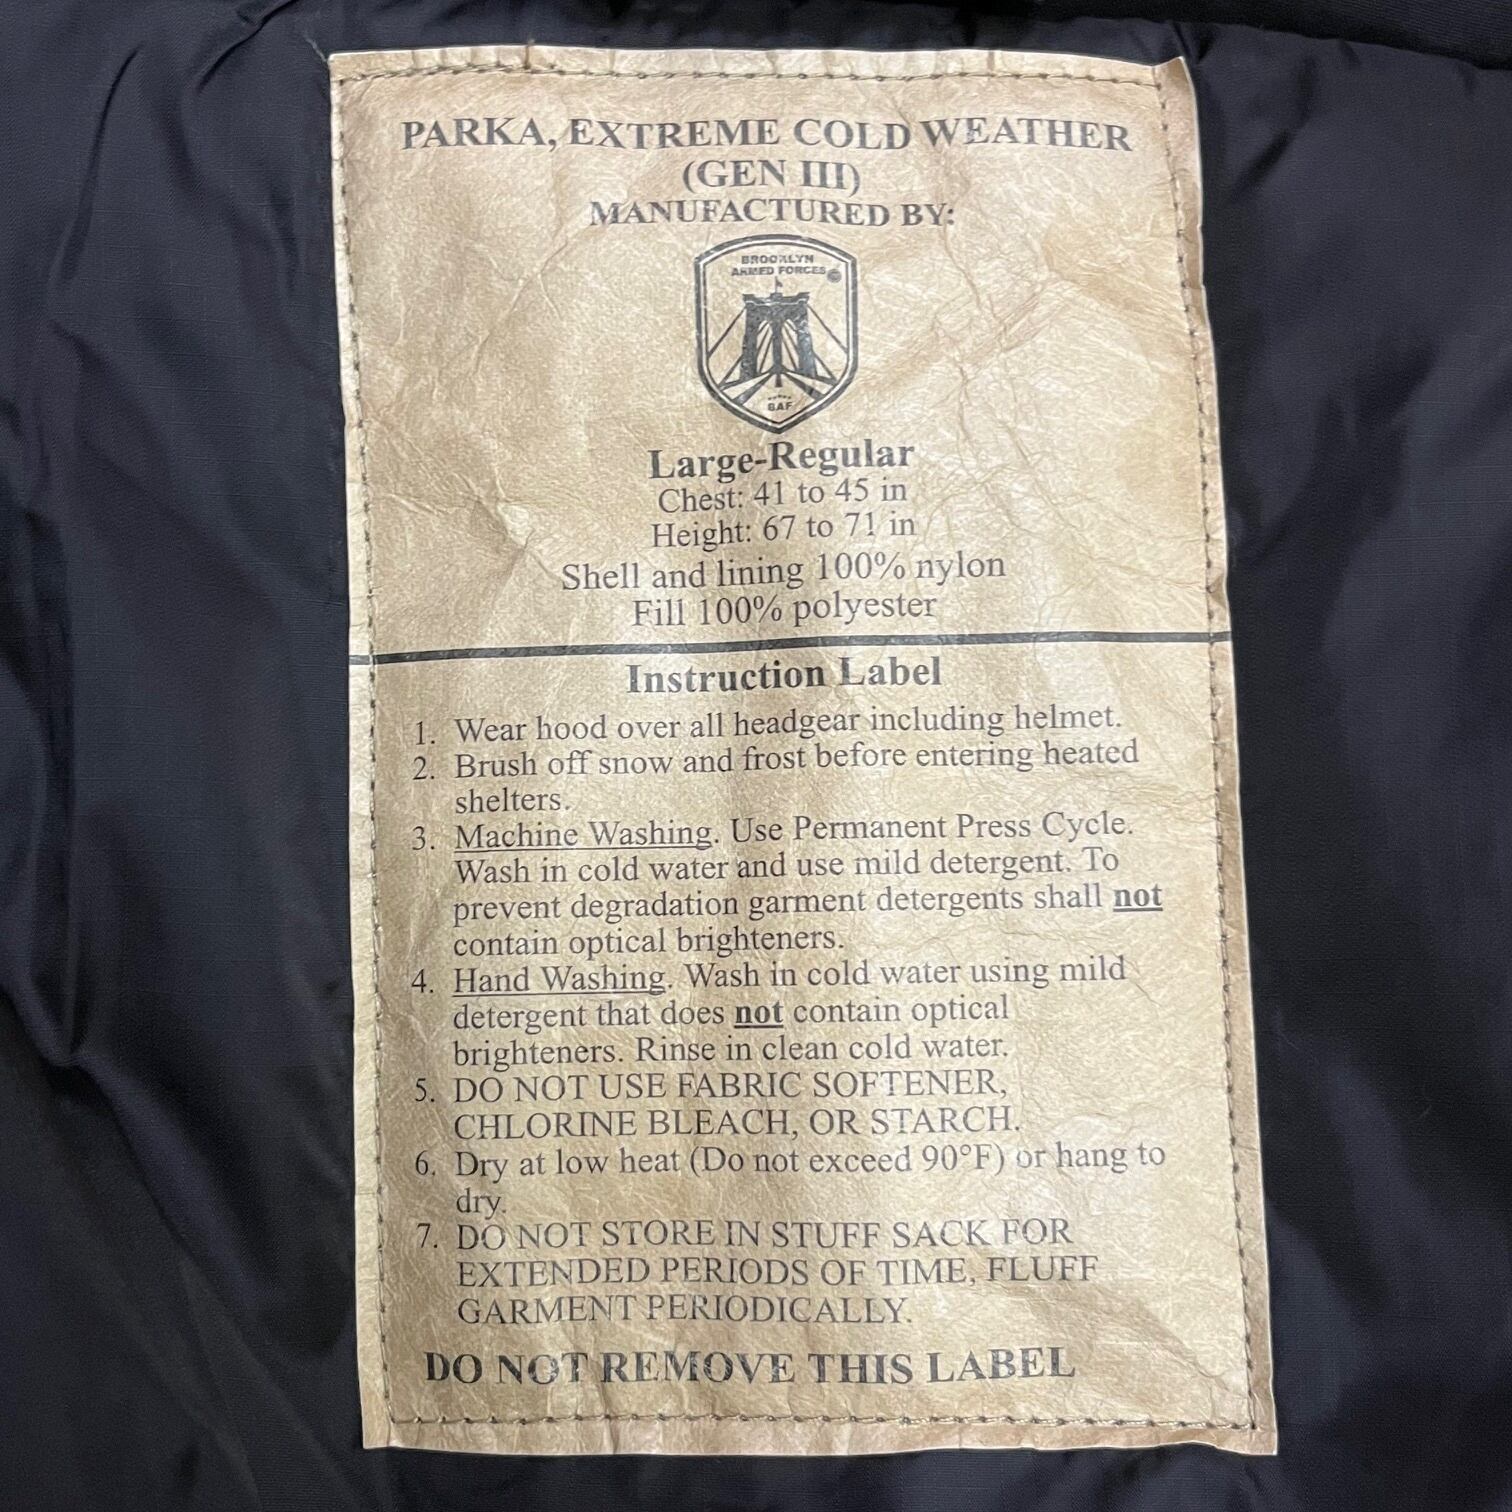 PARKA, EXTREME COLD WEATHER
(GEN III)
MANUFACTURED BY:
BROOKLYN
ARMED FORCES
BAF
Large-Regular
Chest: 41 to 45 in
Height: 67 to 71 in
Shell and lining 100% nylon
Fill 100% polyester
Instruction Label
1. Wear hood over all headgear including helmet.
2. Brush off snow and frost before entering heated
shelters.
3. Machine Washing. Use Permanent Press Cycle.
Wash in cold water and use mild detergent. To
prevent degradation garment detergents shall not
contain optical brighteners.
4. Hand Washing. Wash in cold water using mild
detergent that does not contain optical
brighteners. Rinse in clean cold water.
5. DO NOT USE FABRIC SOFTENER,
CHLORINE BLEACH, OR STARCH.
6. Dry at low heat (Do not exceed 90°F) or hang to
dry.
7. DO NOT STORE IN STUFF SACK FOR
EXTENDED PERIODS OF TIME, FLUFF
GARMENT PERIODICALLY.
DO NOT REMOVE THIS LABEL